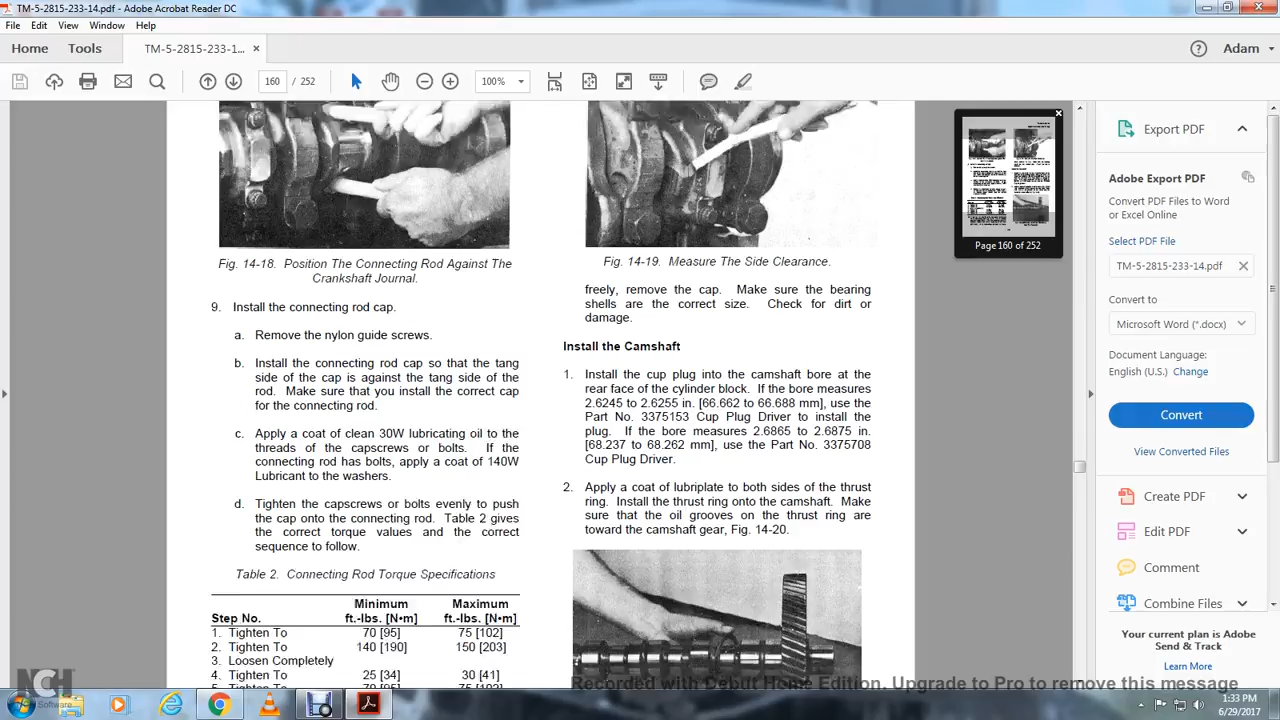 TM-5-2815-233-14.pdf - Adobe Acrobat Reader DC
File Edit View Window Help
Home Tools TM-5-2815-233-1... × Adam
160 / 252 100%
Fig. 14-18. Position The Connecting Rod Against The
Crankshaft Journal.
9. Install the connecting rod cap.
a. Remove the nylon guide screws.
b. Install the connecting rod cap so that the tang
side of the cap is against the tang side of the
rod. Make sure that you install the correct cap
for the connecting rod.
c. Apply a coat of clean 30W lubricating oil to the
threads of the capscrews or bolts. If the
connecting rod has bolts, apply a coat of 140W
Lubricant to the washers.
d. Tighten the capscrews or bolts evenly to push
the cap onto the connecting rod. Table 2 gives
the correct torque values and the correct
sequence to follow.
Table 2. Connecting Rod Torque Specifications
Minimum Maximum
Step No. ft.-lbs. [N•m] ft.-lbs. [N•m]
1. Tighten To 70 [95] 75 [102]
2. Tighten To 140 [190] 150 [203]
3. Loosen Completely
4. Tighten To 25 [34] 30 [41]
Fig. 14-19. Measure The Side Clearance.
freely, remove the cap. Make sure the bearing
shells are the correct size. Check for dirt or
damage.
Install the Camshaft
1. Install the cup plug into the camshaft bore at the
rear face of the cylinder block. If the bore measures
2.6245 to 2.6255 in. [66.662 to 66.688 mm], use the
Part No. 3375153 Cup Plug Driver to install the
plug. If the bore measures 2.6865 to 2.6875 in.
[68.237 to 68.262 mm], use the Part No. 3375708
Cup Plug Driver.
2. Apply a coat of lubriplate to both sides of the thrust
ring. Install the thrust ring onto the camshaft. Make
sure that the oil grooves on the thrust ring are
toward the camshaft gear, Fig. 14-20.
Page 160 of 252
Export PDF
Adobe Export PDF
Convert PDF Files to Word
or Excel Online
Select PDF File
TM-5-2815-233-14.pdf
Convert to
Microsoft Word (*.docx)
Document Language:
English (U.S.) Change
Convert
View Converted Files
Create PDF
Edit PDF
Comment
Combine Files
Your current plan is Adobe
Send & Track
Learn More
Recorded with Debut Home Edition. Upgrade to Pro to remove this message
NCH Software
1:33 PM
6/29/2017